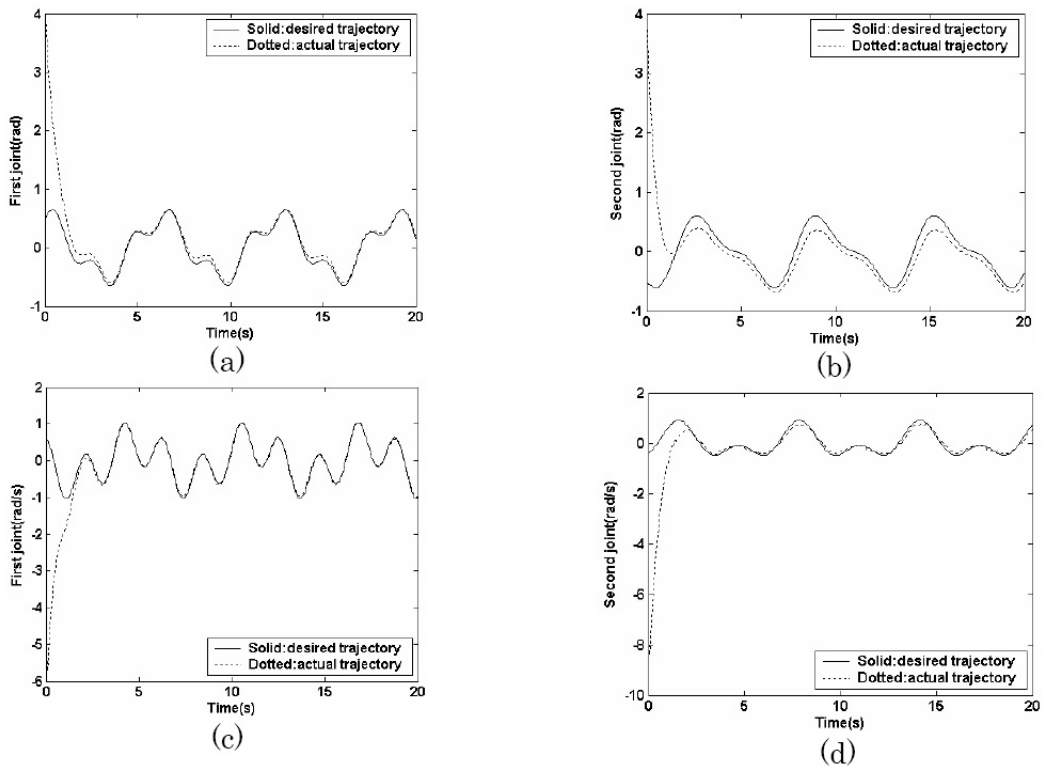 4
3
2
1
0
-1
First joint(rad)
Solid:desired trajectory
Dotted:actual trajectory
0 5 10 15 20
Time(s)
(a)
4
3
2
1
0
-1
Second joint(rad)
Solid:desired trajectory
Dotted:actual trajectory
0 5 10 15 20
Time(s)
(b)
2
1
0
-1
-2
-3
-4
-5
-6
First joint(rad/s)
Solid:desired trajectory
Dotted:actual trajectory
0 5 10 15 20
Time(s)
(c)
2
0
-2
-4
-6
-8
-10
Second joint(rad/s)
Solid:desired trajectory
Dotted:actual trajectory
0 5 10 15 20
Time(s)
(d)